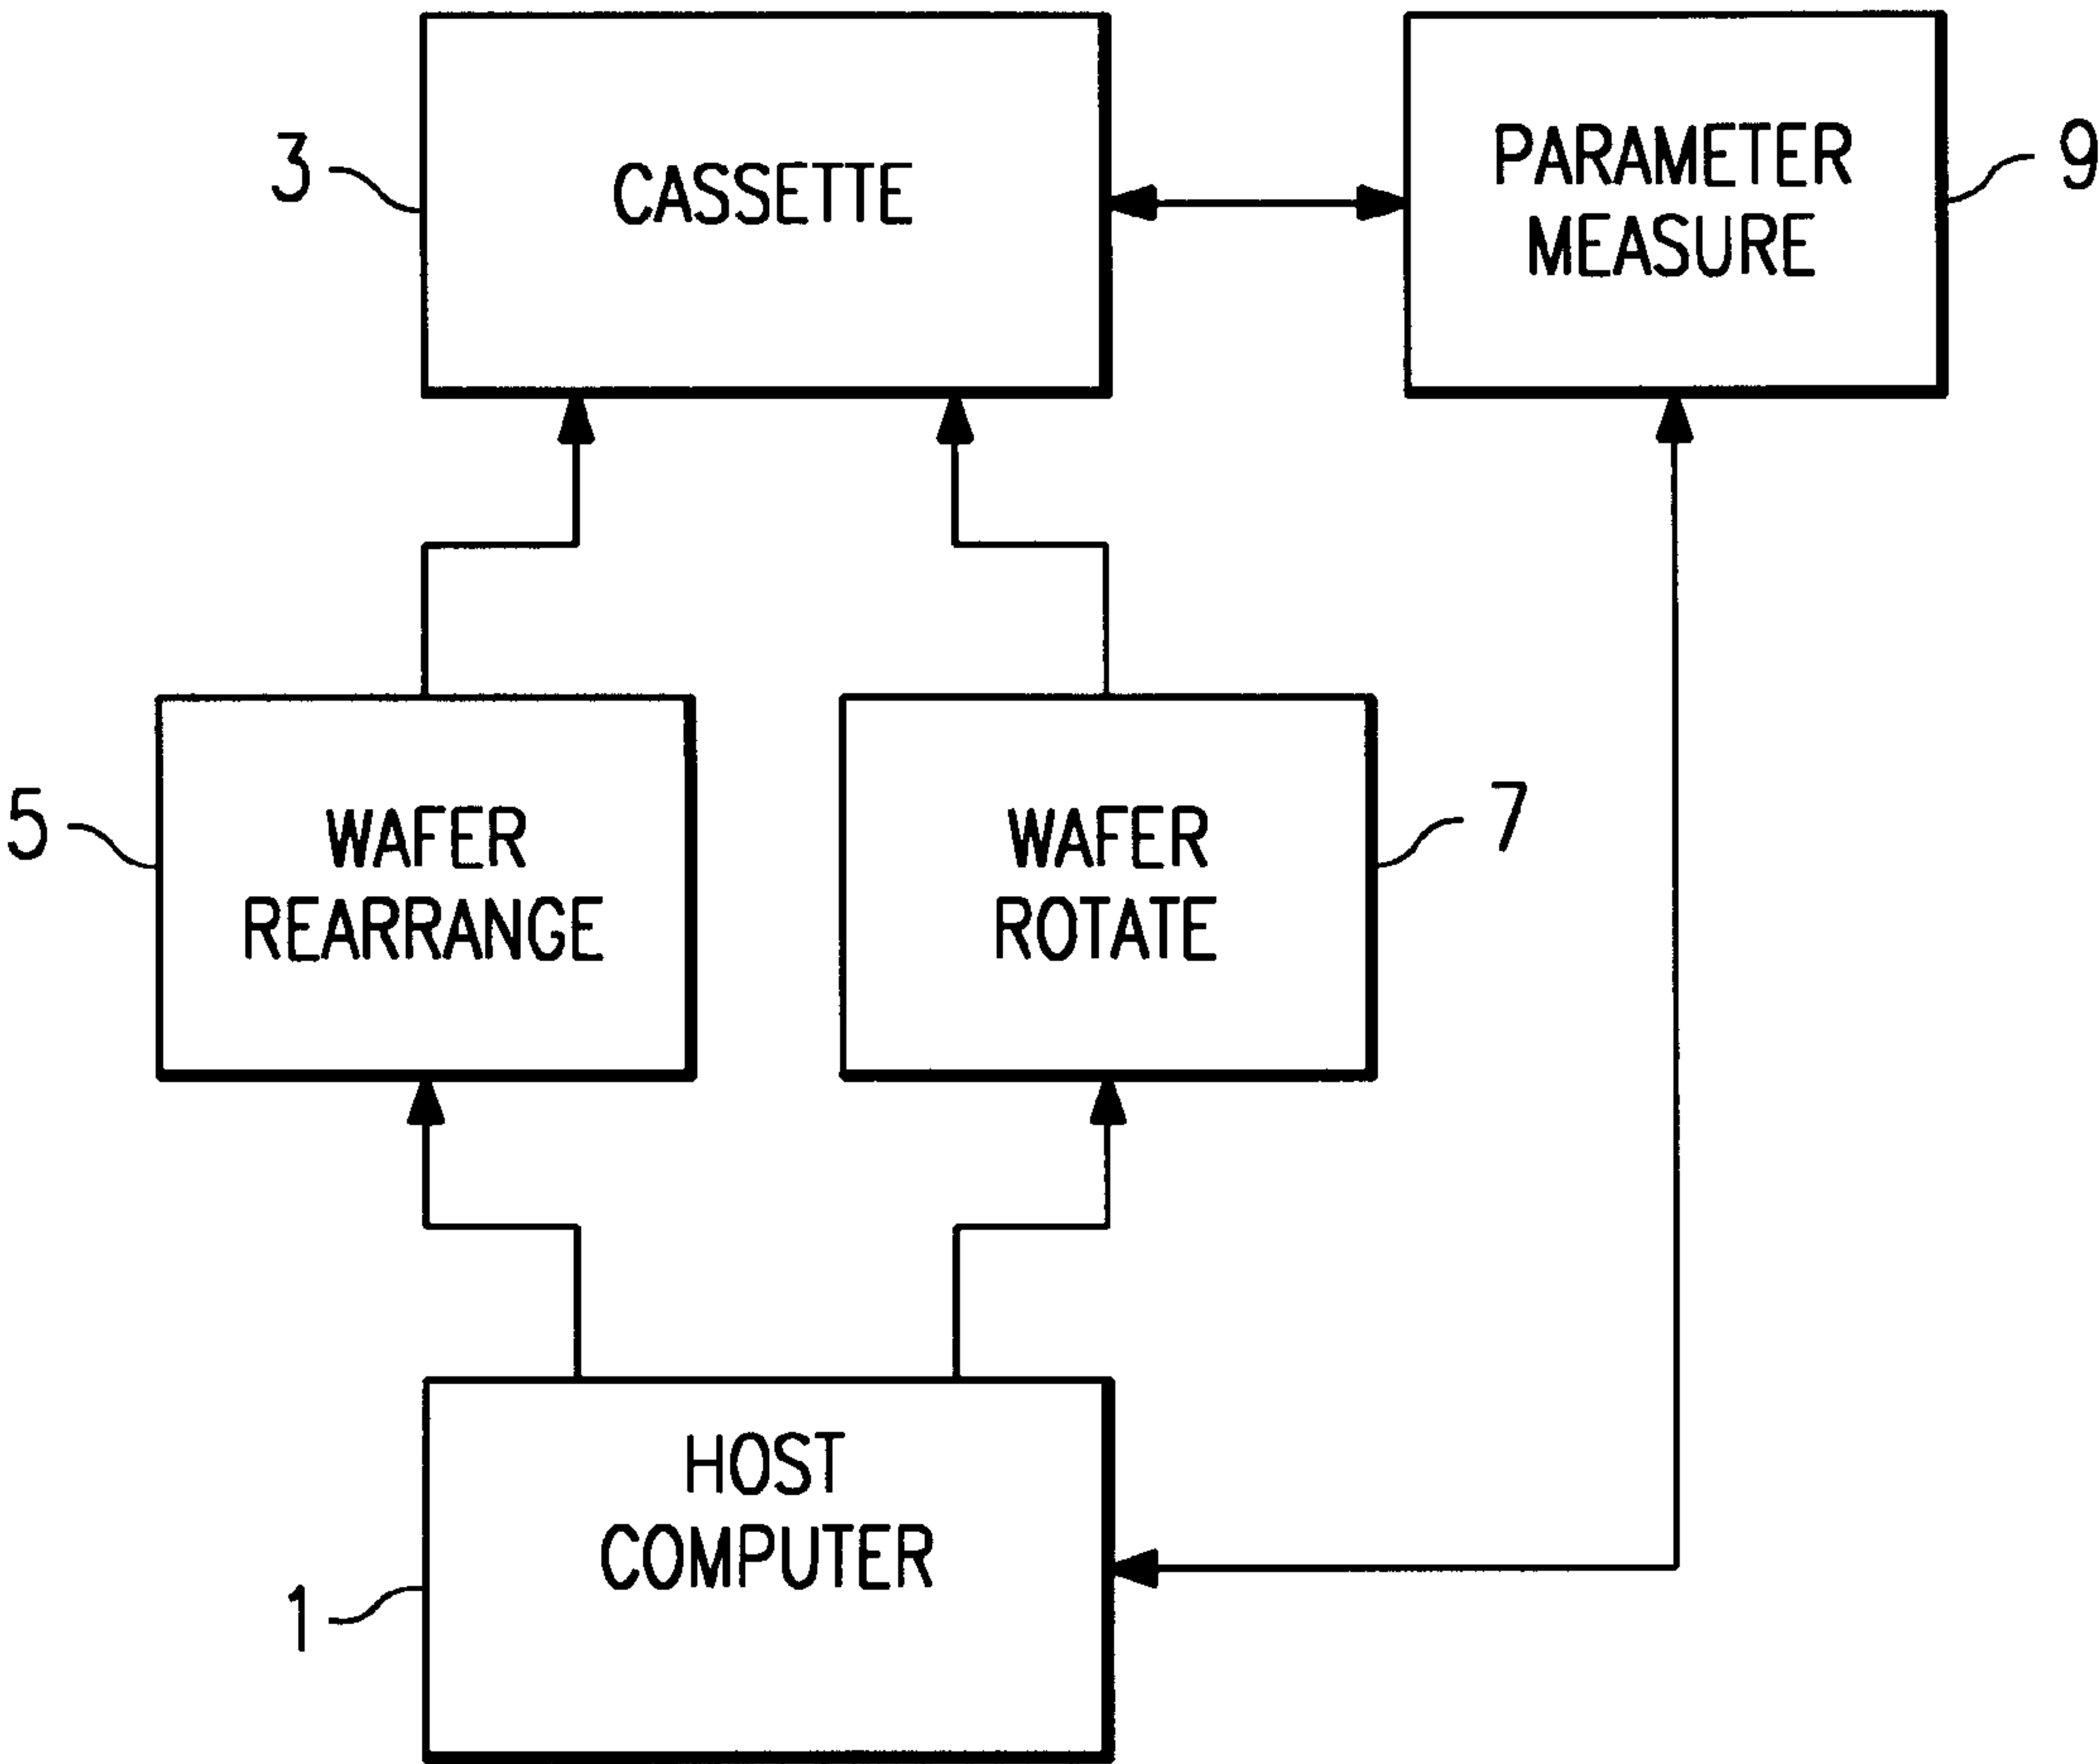 3
CASSETTE
PARAMETER
MEASURE
9
5
WAFER
REARRANGE
WAFER
ROTATE
7
HOST
COMPUTER
1